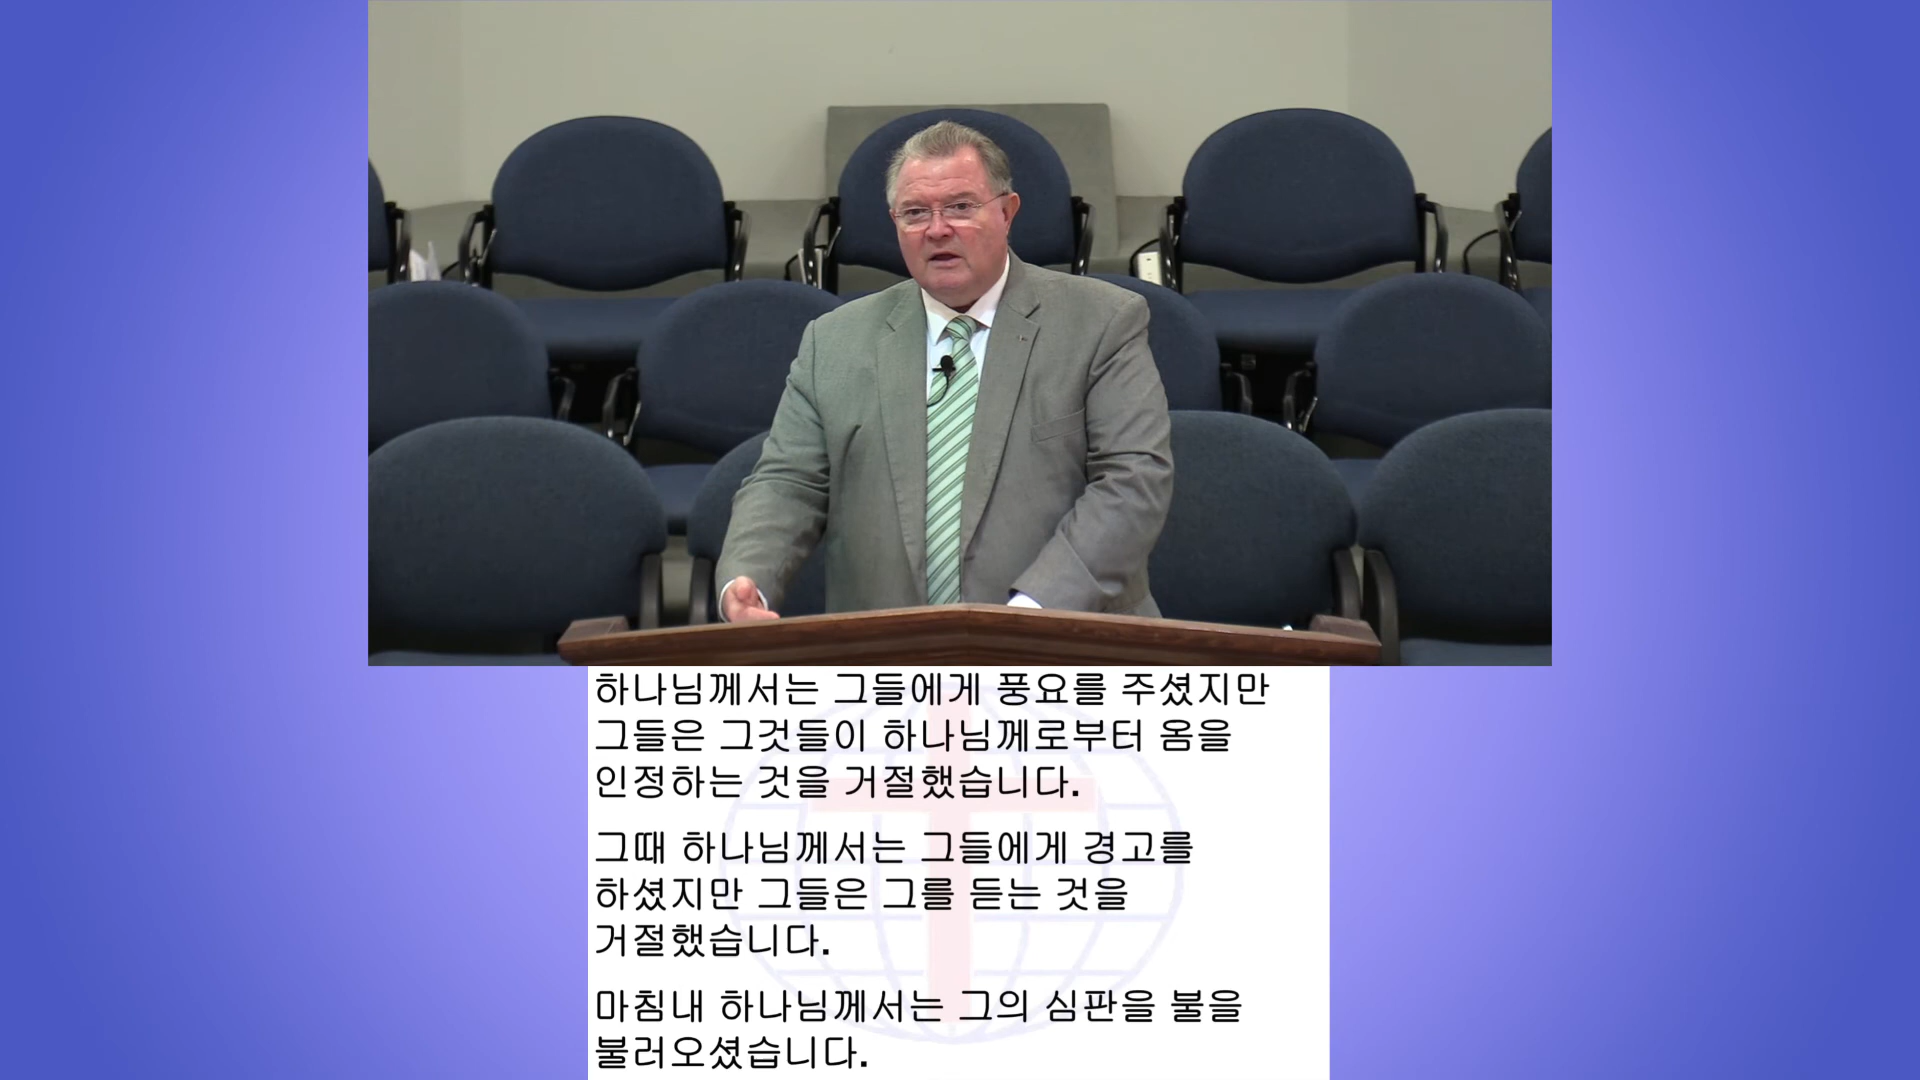 하나님께서는 그들에게 풍요를 주셨지만
그들은 그것들이 하나님께로부터 옴을
인정하는 것을 거절했습니다.
그때 하나님께서는 그들에게 경고를
하셨지만 그들은 그를 듣는 것을
거절했습니다.
마침내 하나님께서는 그의 심판을 불을
불러오셨습니다.